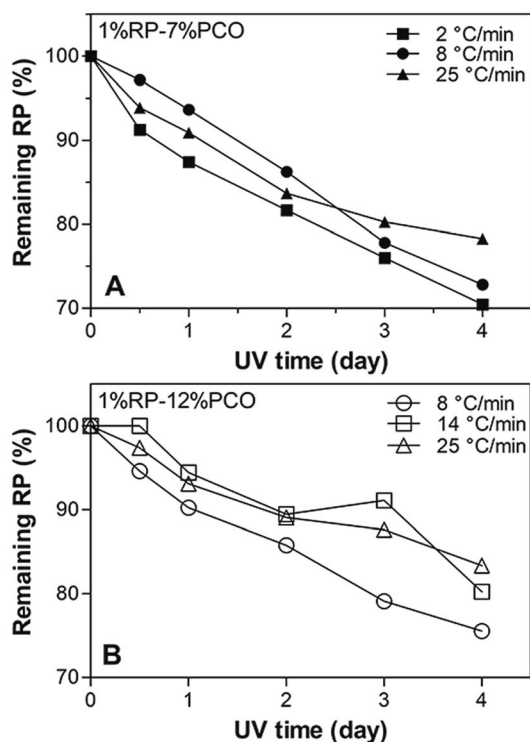 1%RP-7%PCO
2 °C/min
8 °C/min
25 °C/min
100
90
80
70
Remaining RP (%)
A
0 1 2 3 4
UV time (day)
1%RP-12%PCO
8 °C/min
14 °C/min
25 °C/min
100
90
80
70
Remaining RP (%)
B
0 1 2 3 4
UV time (day)